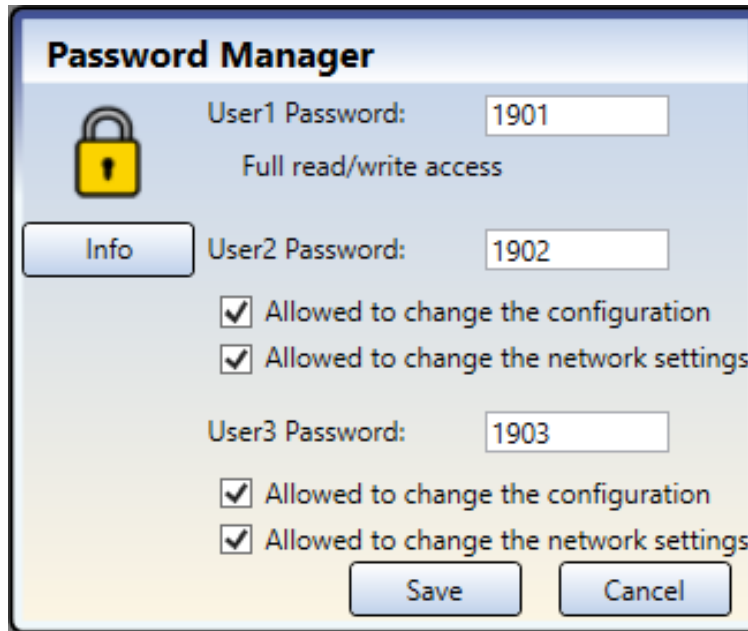 Password Manager
User1 Password: 1901
Full read/write access
Info
User2 Password: 1902
Allowed to change the configuration
Allowed to change the network settings
User3 Password: 1903
Allowed to change the configuration
Allowed to change the network settings
Save Cancel